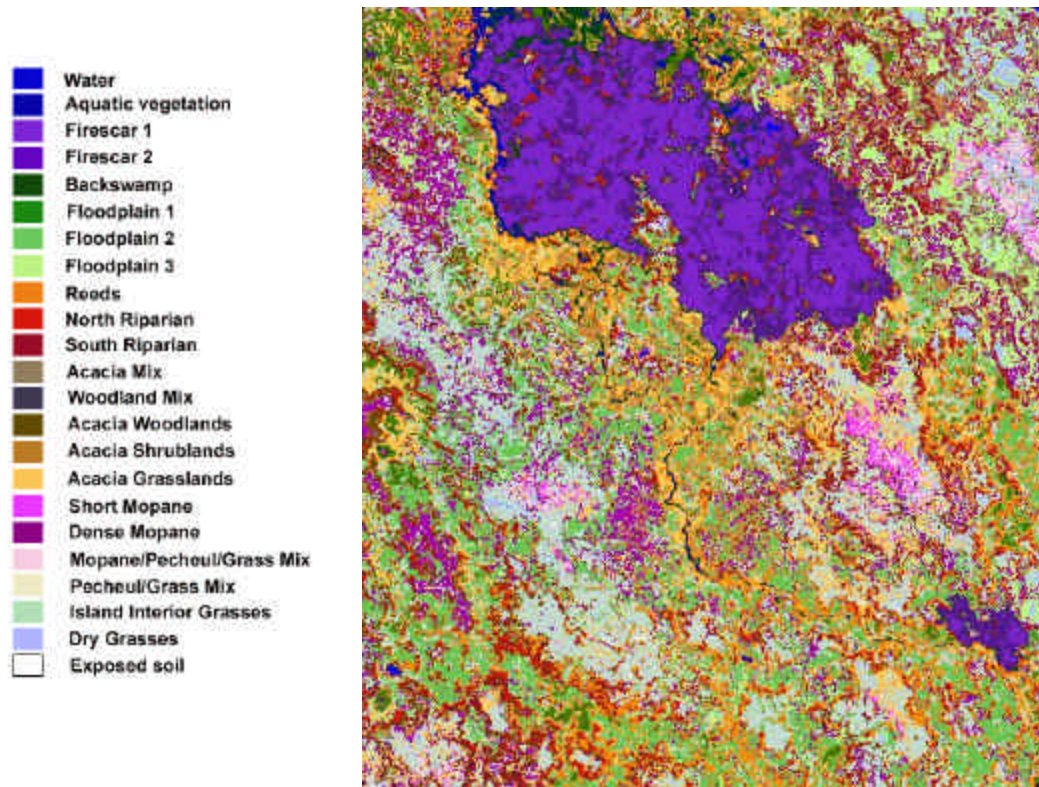 Water
Aquatic vegetation
Firescar 1
Firescar 2
Backswamp
Floodplain 1
Floodplain 2
Floodplain 3
Reeds
North Riparian
South Riparian
Acacia Mix
Woodland Mix
Acacia Woodlands
Acacia Shrublands
Acacia Grasslands
Short Mopane
Dense Mopane
Mopane/Pecheul/Grass Mix
Pecheul/Grass Mix
Island Interior Grasses
Dry Grasses
Exposed soil